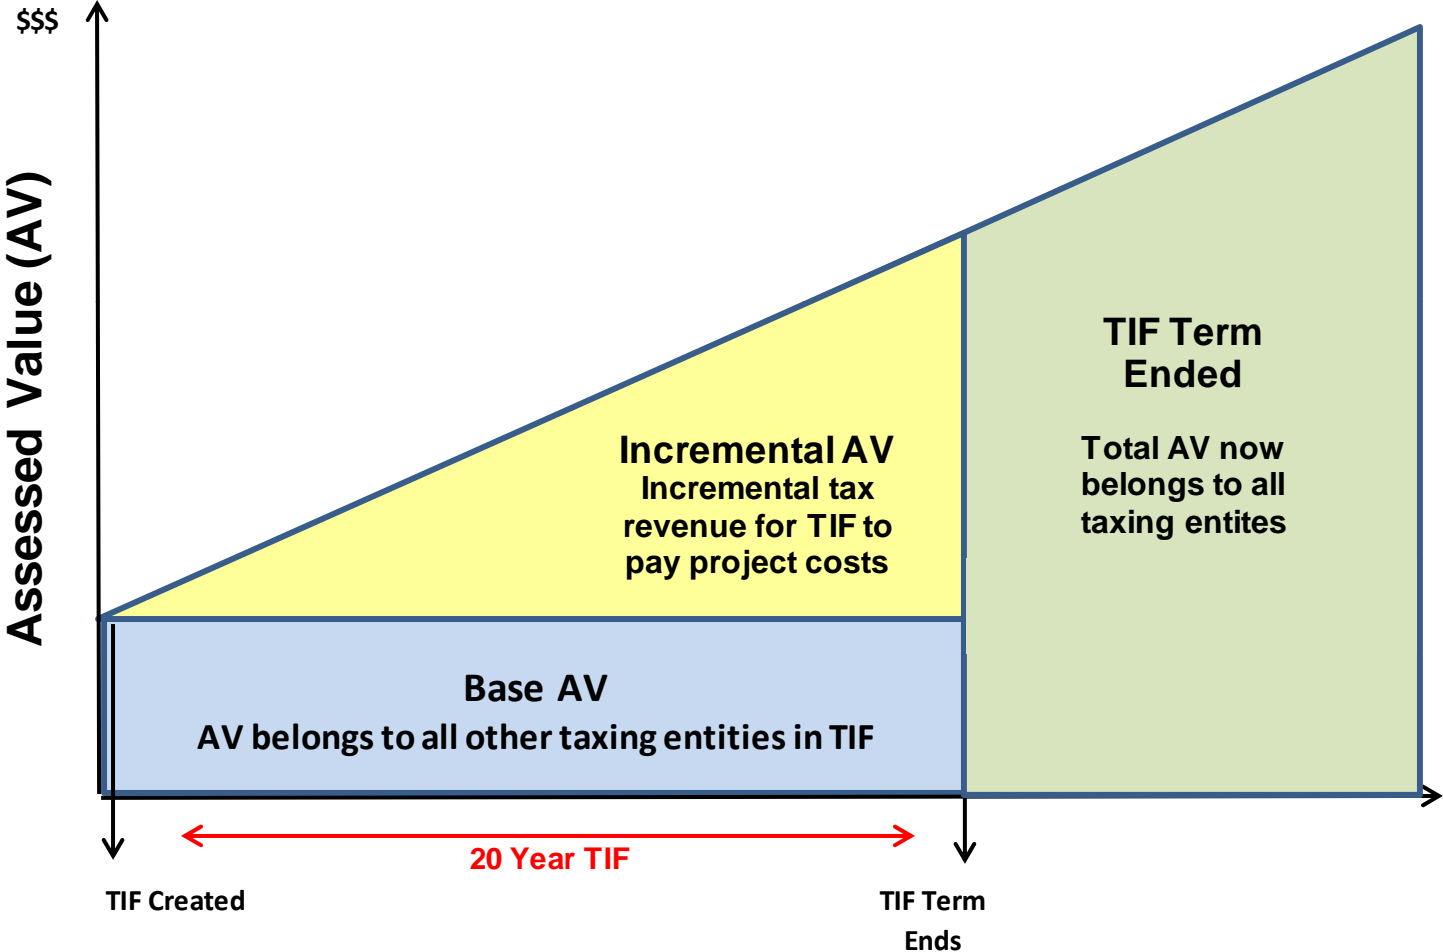 $$$
Assessed Value (AV)
TIF Term
Ended
Total AV now
belongs to all
taxing entites
Incremental AV
Incremental tax
revenue for TIF to
pay project costs
Base AV
AV belongs to all other taxing entities in TIF
20 Year TIF
TIF Created
TIF Term
Ends